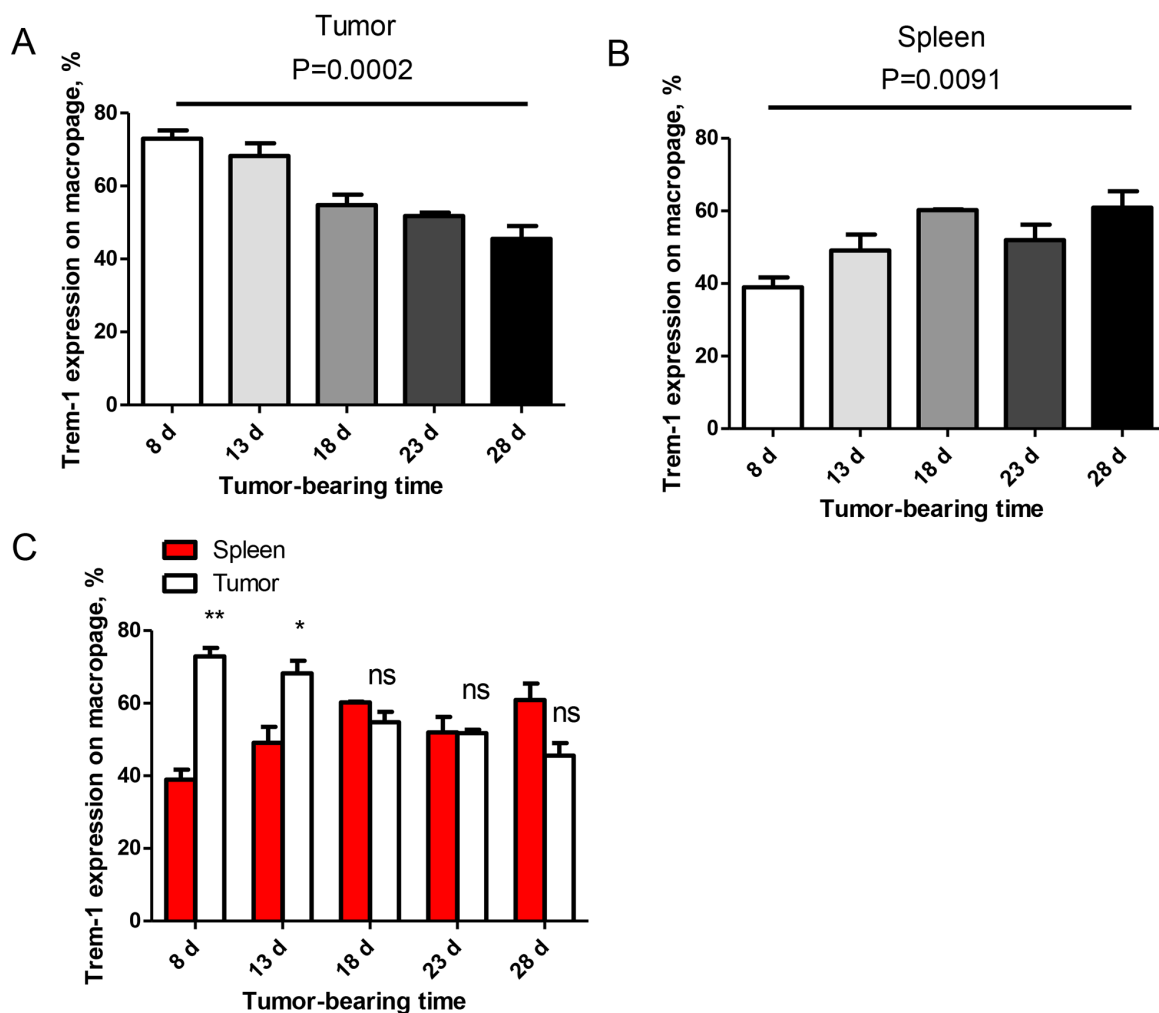 A
Tumor
P=0.0002
Trem-1 expression on macropage, %
80
60
40
20
0
8 d
13 d
18 d
23 d
28 d
Tumor-bearing time
B
Spleen
P=0.0091
Trem-1 expression on macropage, %
80
60
40
20
0
8 d
13 d
18 d
23 d
28 d
Tumor-bearing time
C
Spleen
Tumor
Trem-1 expression on macropage, %
80
60
40
20
0
**
*
ns
ns
ns
8 d
13 d
18 d
23 d
28 d
Tumor-bearing time